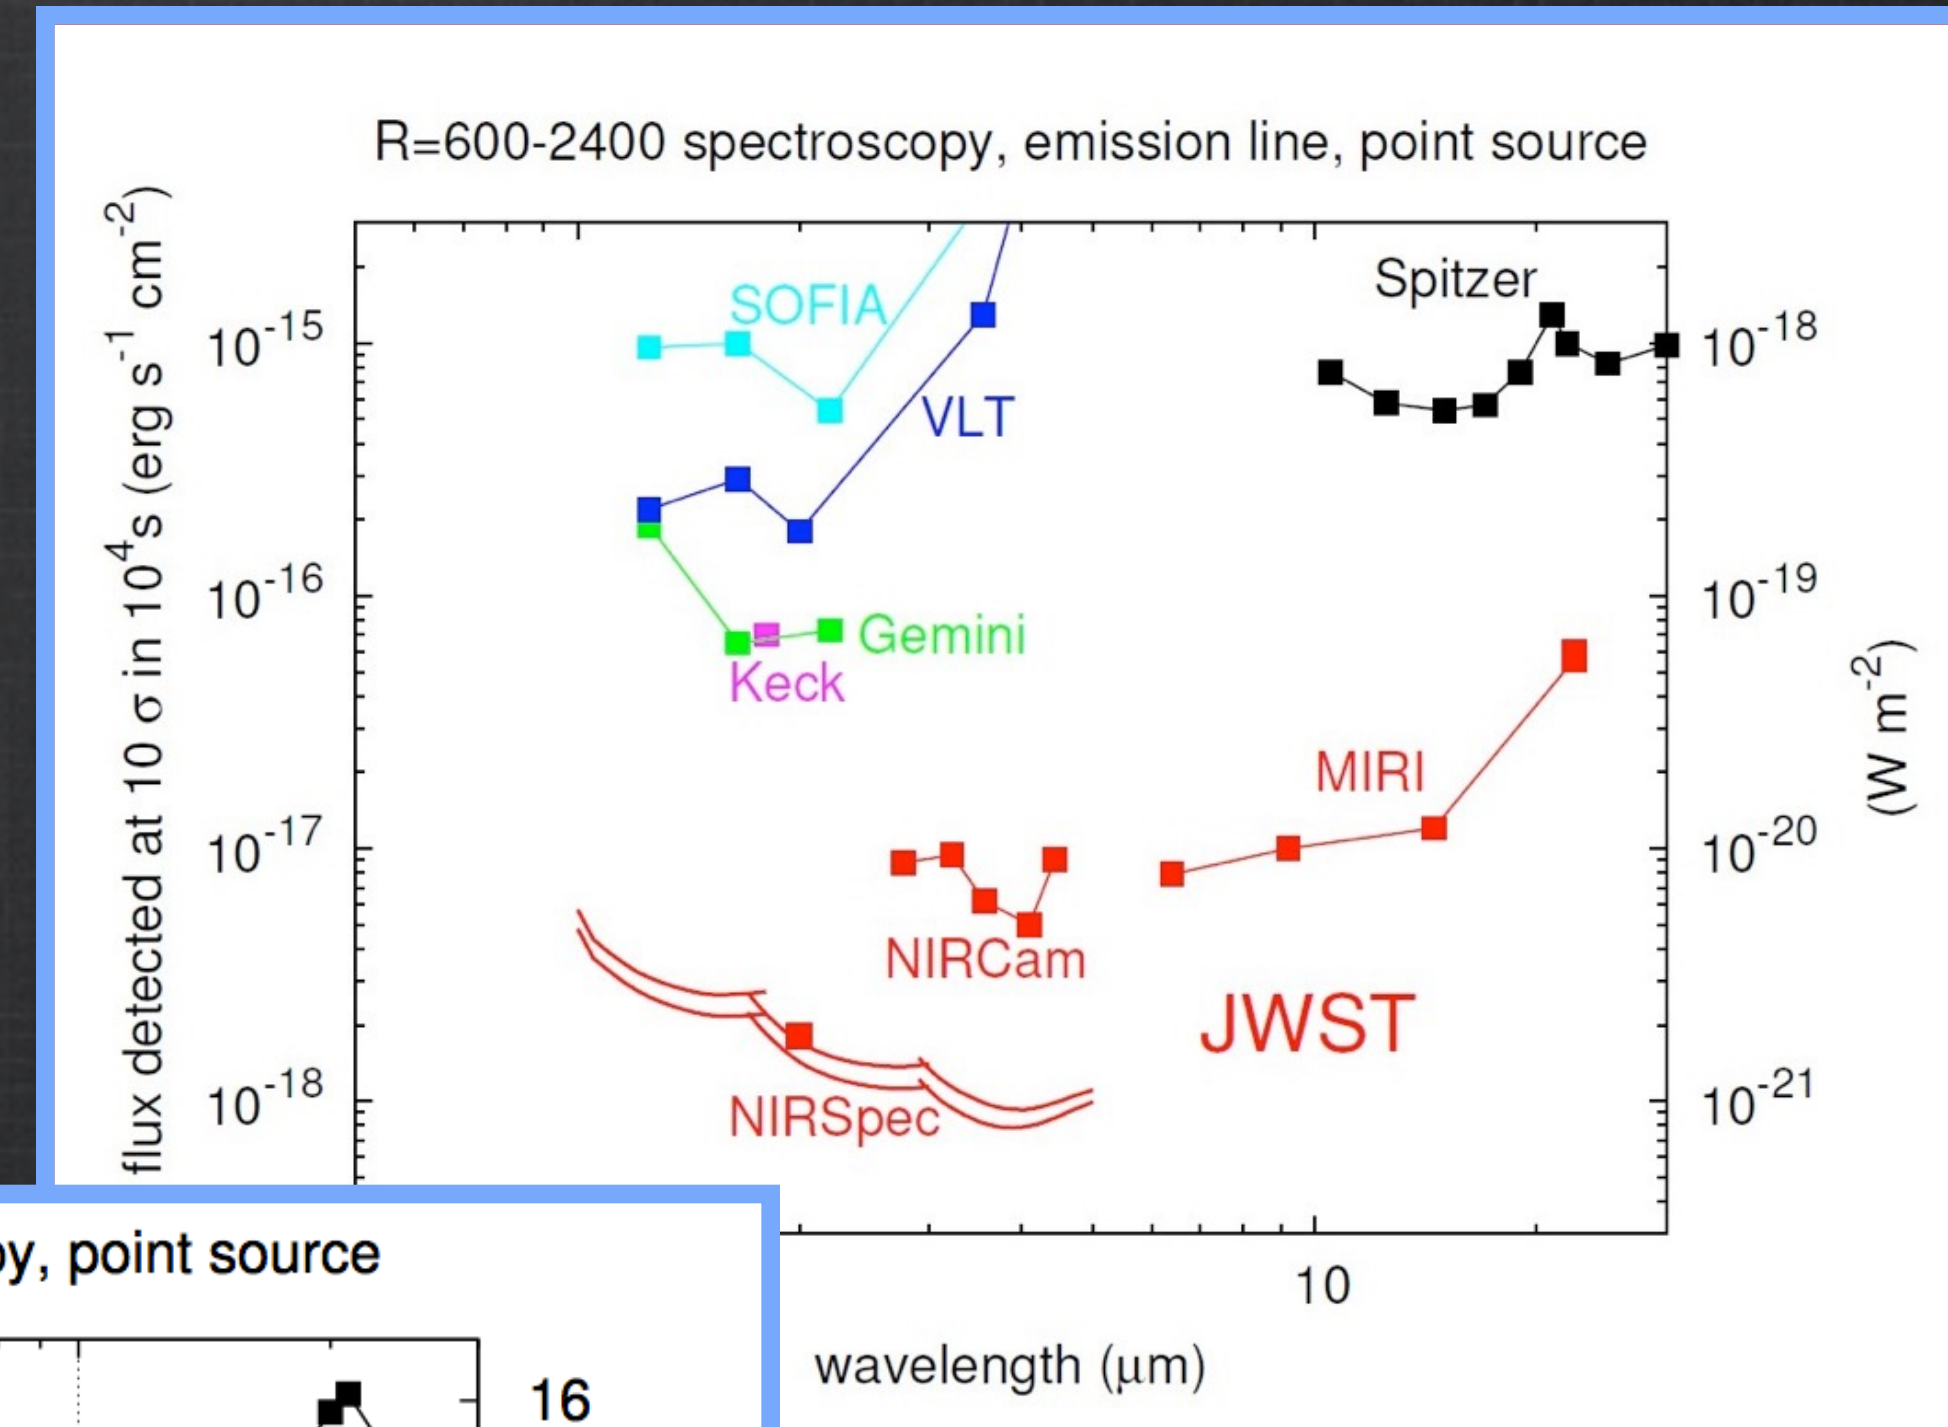 R=600-2400 spectroscopy, emission line, point source
flux detected at 10 σ in 10⁴s (erg s⁻¹ cm⁻²)
10⁻¹⁵
10⁻¹⁶
10⁻¹⁷
10⁻¹⁸
SOFIA
VLT
Spitzer
Gemini
Keck
MIRI
NIRCam
JWST
NIRSpec
10⁻¹⁸
10⁻¹⁹
10⁻²⁰
10⁻²¹
(W m⁻²)
10
wavelength (μm)
py, point source
16